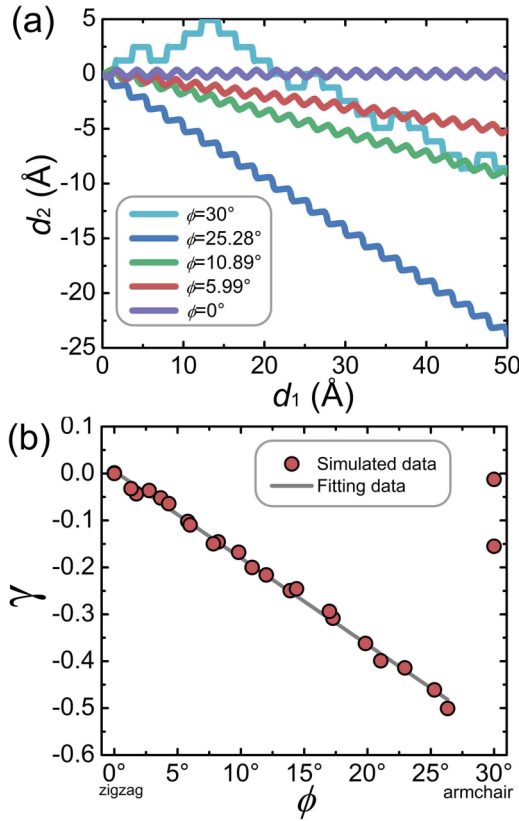 (a)
5
0
-5
-10
-15
-20
-25
d₂ (Å)
ϕ=30°
ϕ=25.28°
ϕ=10.89°
ϕ=5.99°
ϕ=0°
0 10 20 30 40 50
d₁ (Å)
(b)
0.1
0.0
-0.1
-0.2
-0.3
-0.4
-0.5
-0.6
γ
Simulated data
Fitting data
0° 5° 10° 15° 20° 25° 30°
zigzag ϕ armchair